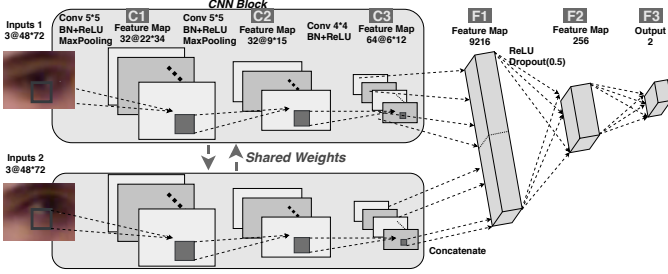 CNN Block
Inputs 1
3@48*72
Conv 5*5
BN+ReLU
MaxPooling
C1
Feature Map
32@22*34
Conv 5*5
BN+ReLU
MaxPooling
C2
Feature Map
32@9*15
Conv 4*4
BN+ReLU
C3
Feature Map
64@6*12
F1
Feature Map
9216
ReLU
Dropout(0.5)
F2
Feature Map
256
F3
Output
2
Shared Weights
Inputs 2
3@48*72
Concatenate